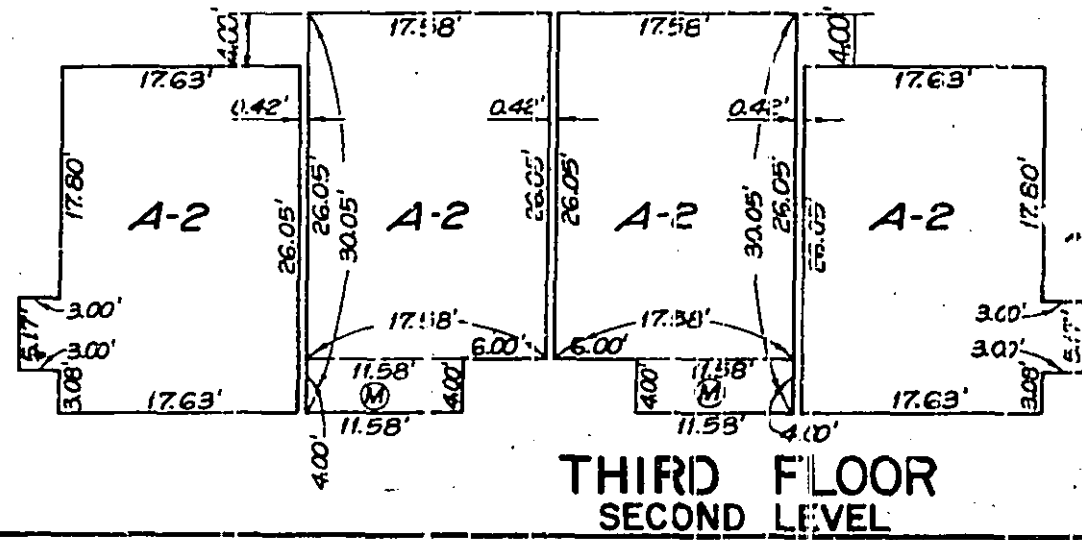 4.00' 17.58' 17.58' 4.00'
17.63' 17.63'
0.42' 0.42' 0.42'
17.80' 26.05' 26.05' 30.05' 26.05' 26.05' 30.05' 26.05' 26.05' 17.80'
A-2 A-2 A-2 A-2
3.00' 17.58' 17.58' 3.00'
5.17' 3.00' 6.00' 6.00' 3.00'
3.08' 11.58' 4.00' 4.00' 11.58' 3.08'
M M
17.63' 11.58' 11.58' 17.63'
4.00' 4.00'
THIRD FLOOR
SECOND LEVEL